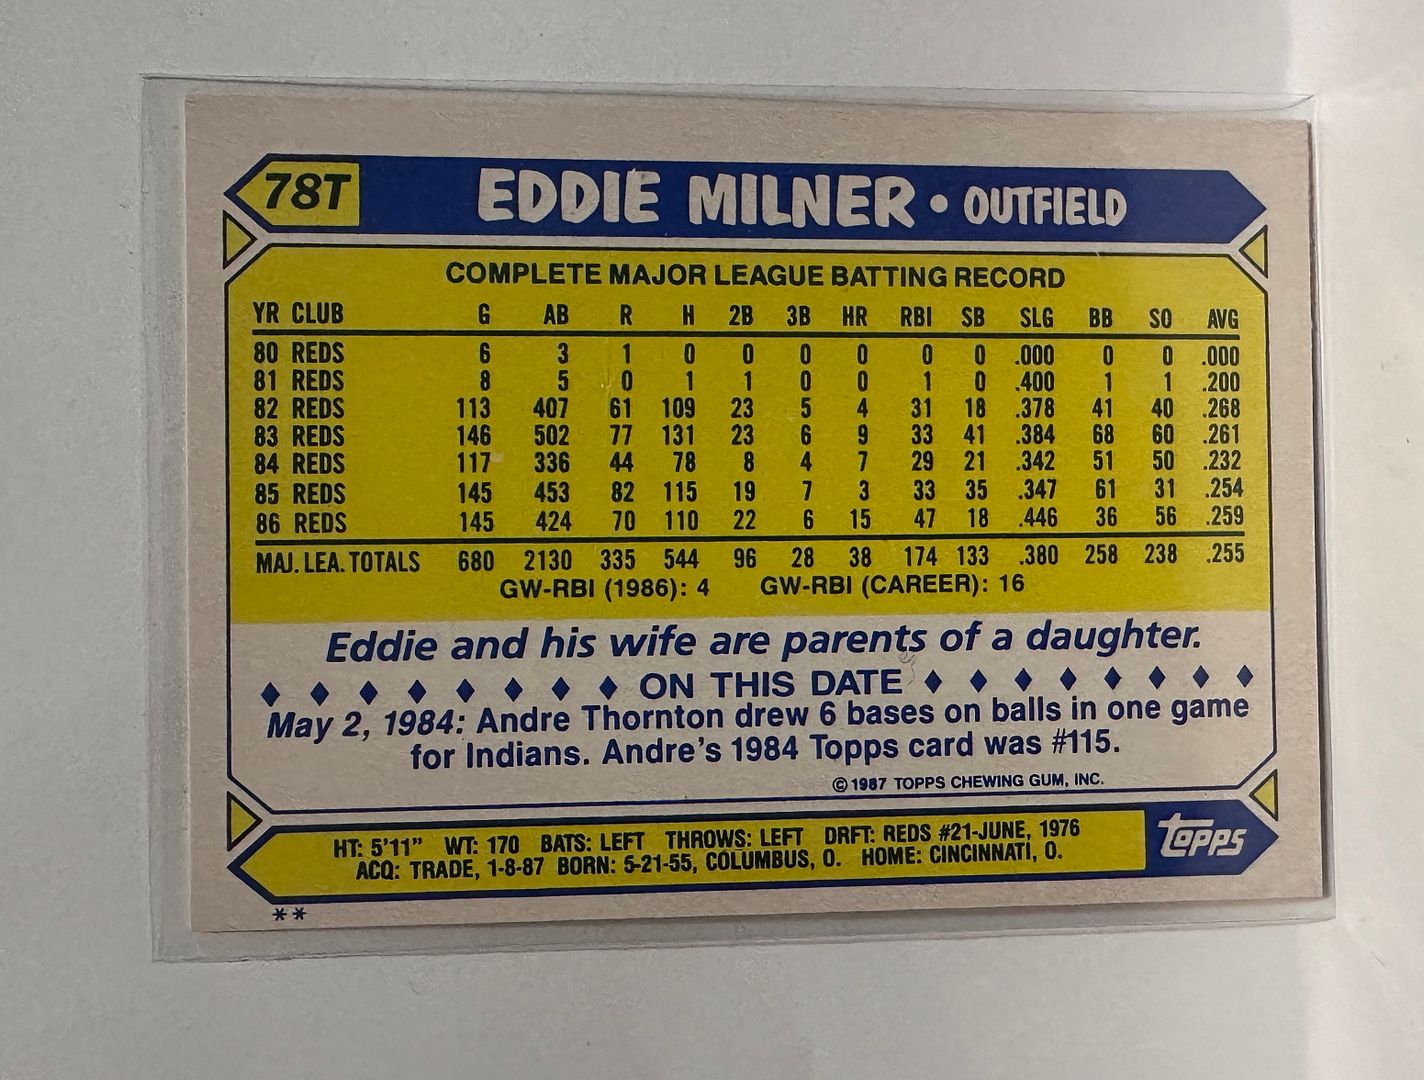 78T EDDIE MILNER • OUTFIELD
COMPLETE MAJOR LEAGUE BATTING RECORD
YR CLUB G AB R H 2B 3B HR RBI SB SLG BB SO AVG
80 REDS 6 3 1 0 0 0 0 0 0 .000 0 0 .000
81 REDS 8 5 0 1 1 0 0 1 0 .400 1 1 .200
82 REDS 113 407 61 109 23 5 4 31 18 .378 41 40 .268
83 REDS 146 502 77 131 23 6 9 33 41 .384 68 60 .261
84 REDS 117 336 44 78 8 4 7 29 21 .342 51 50 .232
85 REDS 145 453 82 115 19 7 3 33 35 .347 61 31 .254
86 REDS 145 424 70 110 22 6 15 47 18 .446 36 56 .259
MAJ. LEA. TOTALS 680 2130 335 544 96 28 38 174 133 .380 258 238 .255
GW-RBI (1986): 4 GW-RBI (CAREER): 16
Eddie and his wife are parents of a daughter.
♦ ♦ ♦ ♦ ♦ ♦ ♦ ♦ ON THIS DATE ♦ ♦ ♦ ♦ ♦ ♦ ♦ ♦
May 2, 1984: Andre Thornton drew 6 bases on balls in one game
for Indians. Andre's 1984 Topps card was #115.
© 1987 TOPPS CHEWING GUM, INC.
HT: 5'11" WT: 170 BATS: LEFT THROWS: LEFT DRFT: REDS #21-JUNE, 1976
ACQ: TRADE, 1-8-87 BORN: 5-21-55, COLUMBUS, O. HOME: CINCINNATI, O.
topps
**